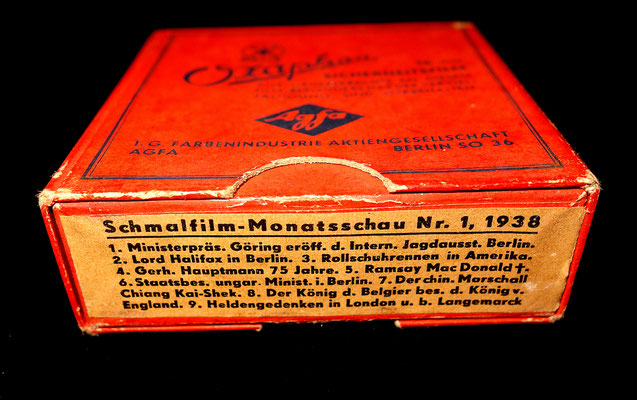 Ozaphan
SICHERHEITSFILM
Agfa
I. G. FARBENINDUSTRIE AKTIENGESELLSCHAFT
AGFA BERLIN SO 36
Schmalfilm-Monatsschau Nr. 1, 1938
1. Ministerpräs. Göring eröff. d. Intern. Jagdausst. Berlin.
2. Lord Halifax in Berlin. 3. Rollschuhrennen in Amerika.
4. Gerh. Hauptmann 75 Jahre. 5. Ramsay Mac Donald †.
6. Staatsbes. ungar. Minist. i. Berlin. 7. Der chin. Marschall
Chiang Kai-Shek. 8. Der König d. Belgier bes. d. König v.
England. 9. Heldengedenken in London u. b. Langemarck